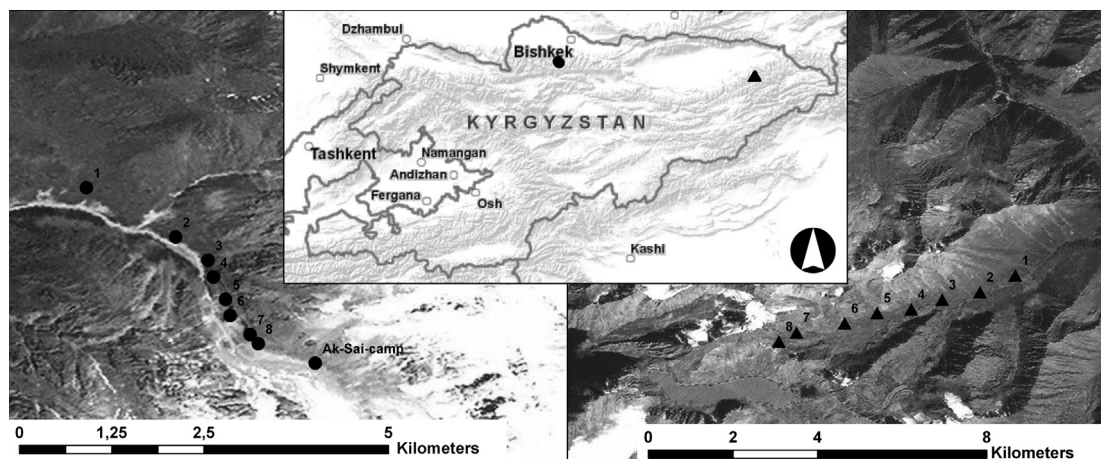 1
2
3
4
5
6
7
8
Ak-Sai-camp
0 1,25 2,5 5
Kilometers
Dzhambul
Bishkek
Shymkent
KYRGYZSTAN
Tashkent
Namangan
Andizhan
Fergana
Osh
Kashi
1
2
3
4
5
6
7
8
0 2 4 8
Kilometers